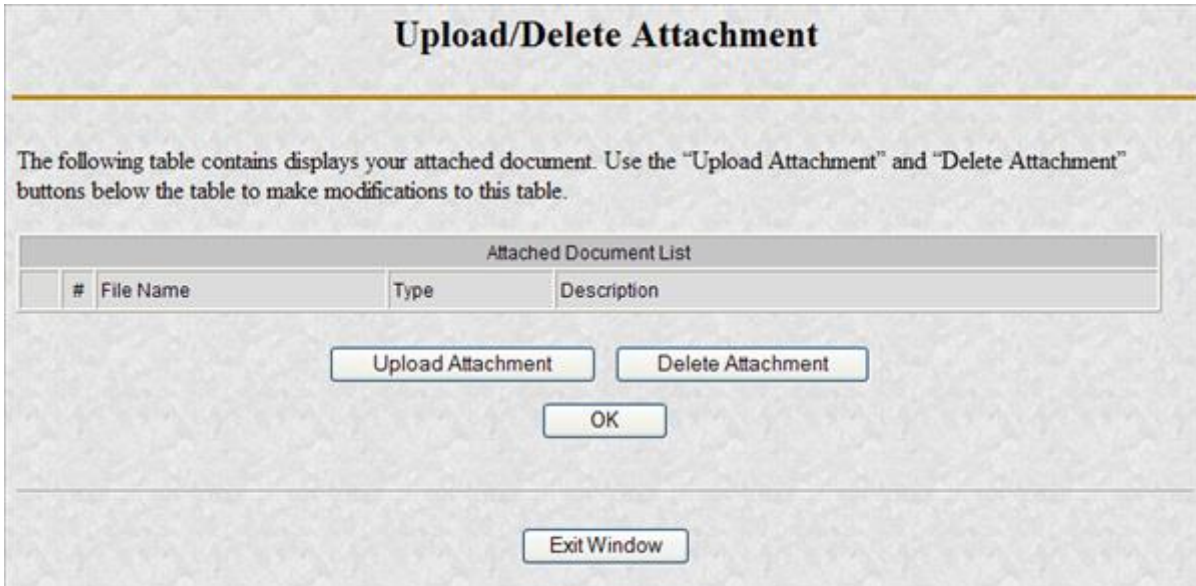 Upload/Delete Attachment
The following table contains displays your attached document. Use the “Upload Attachment” and “Delete Attachment”
buttons below the table to make modifications to this table.
Attached Document List
# File Name Type Description
Upload Attachment Delete Attachment
OK
Exit Window